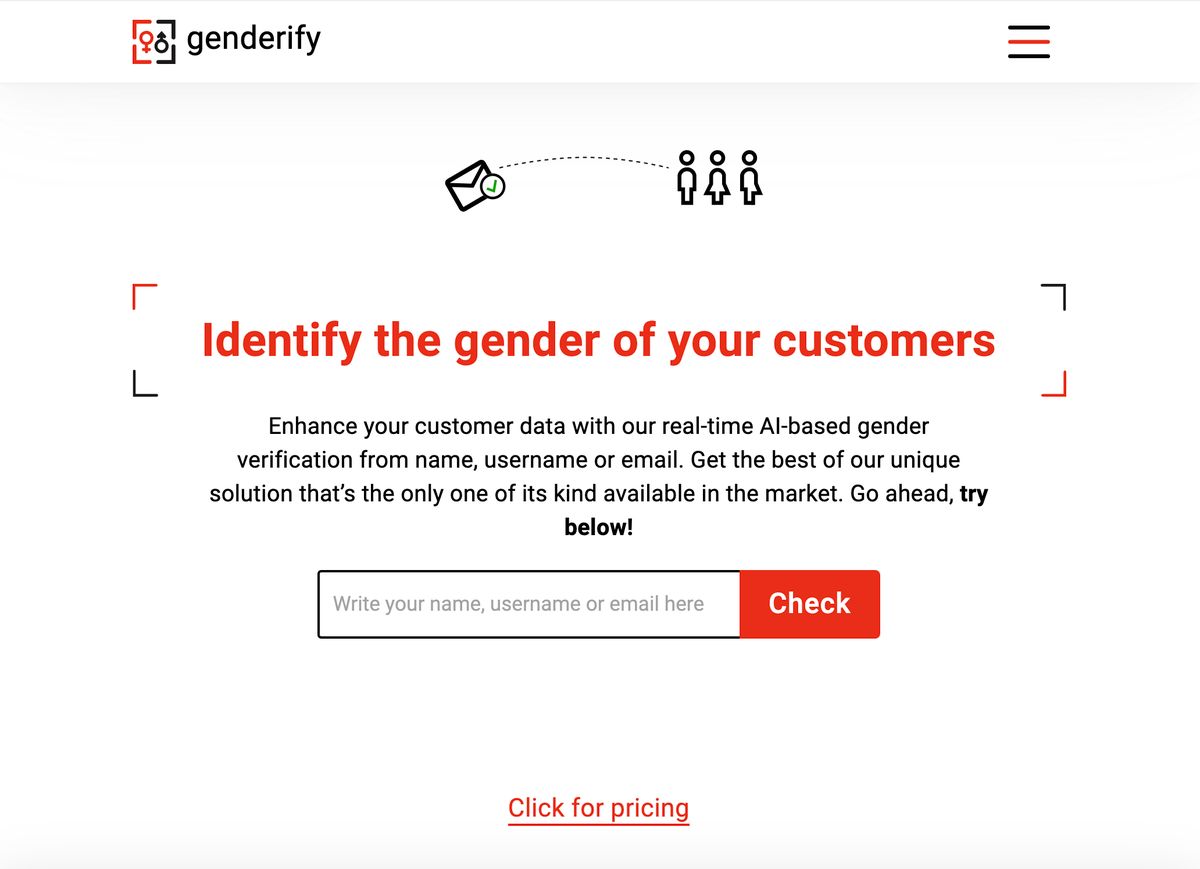 genderify
Identify the gender of your customers
Enhance your customer data with our real-time AI-based gender
verification from name, username or email. Get the best of our unique
solution that’s the only one of its kind available in the market. Go ahead, try
below!
Write your name, username or email here
Check
Click for pricing